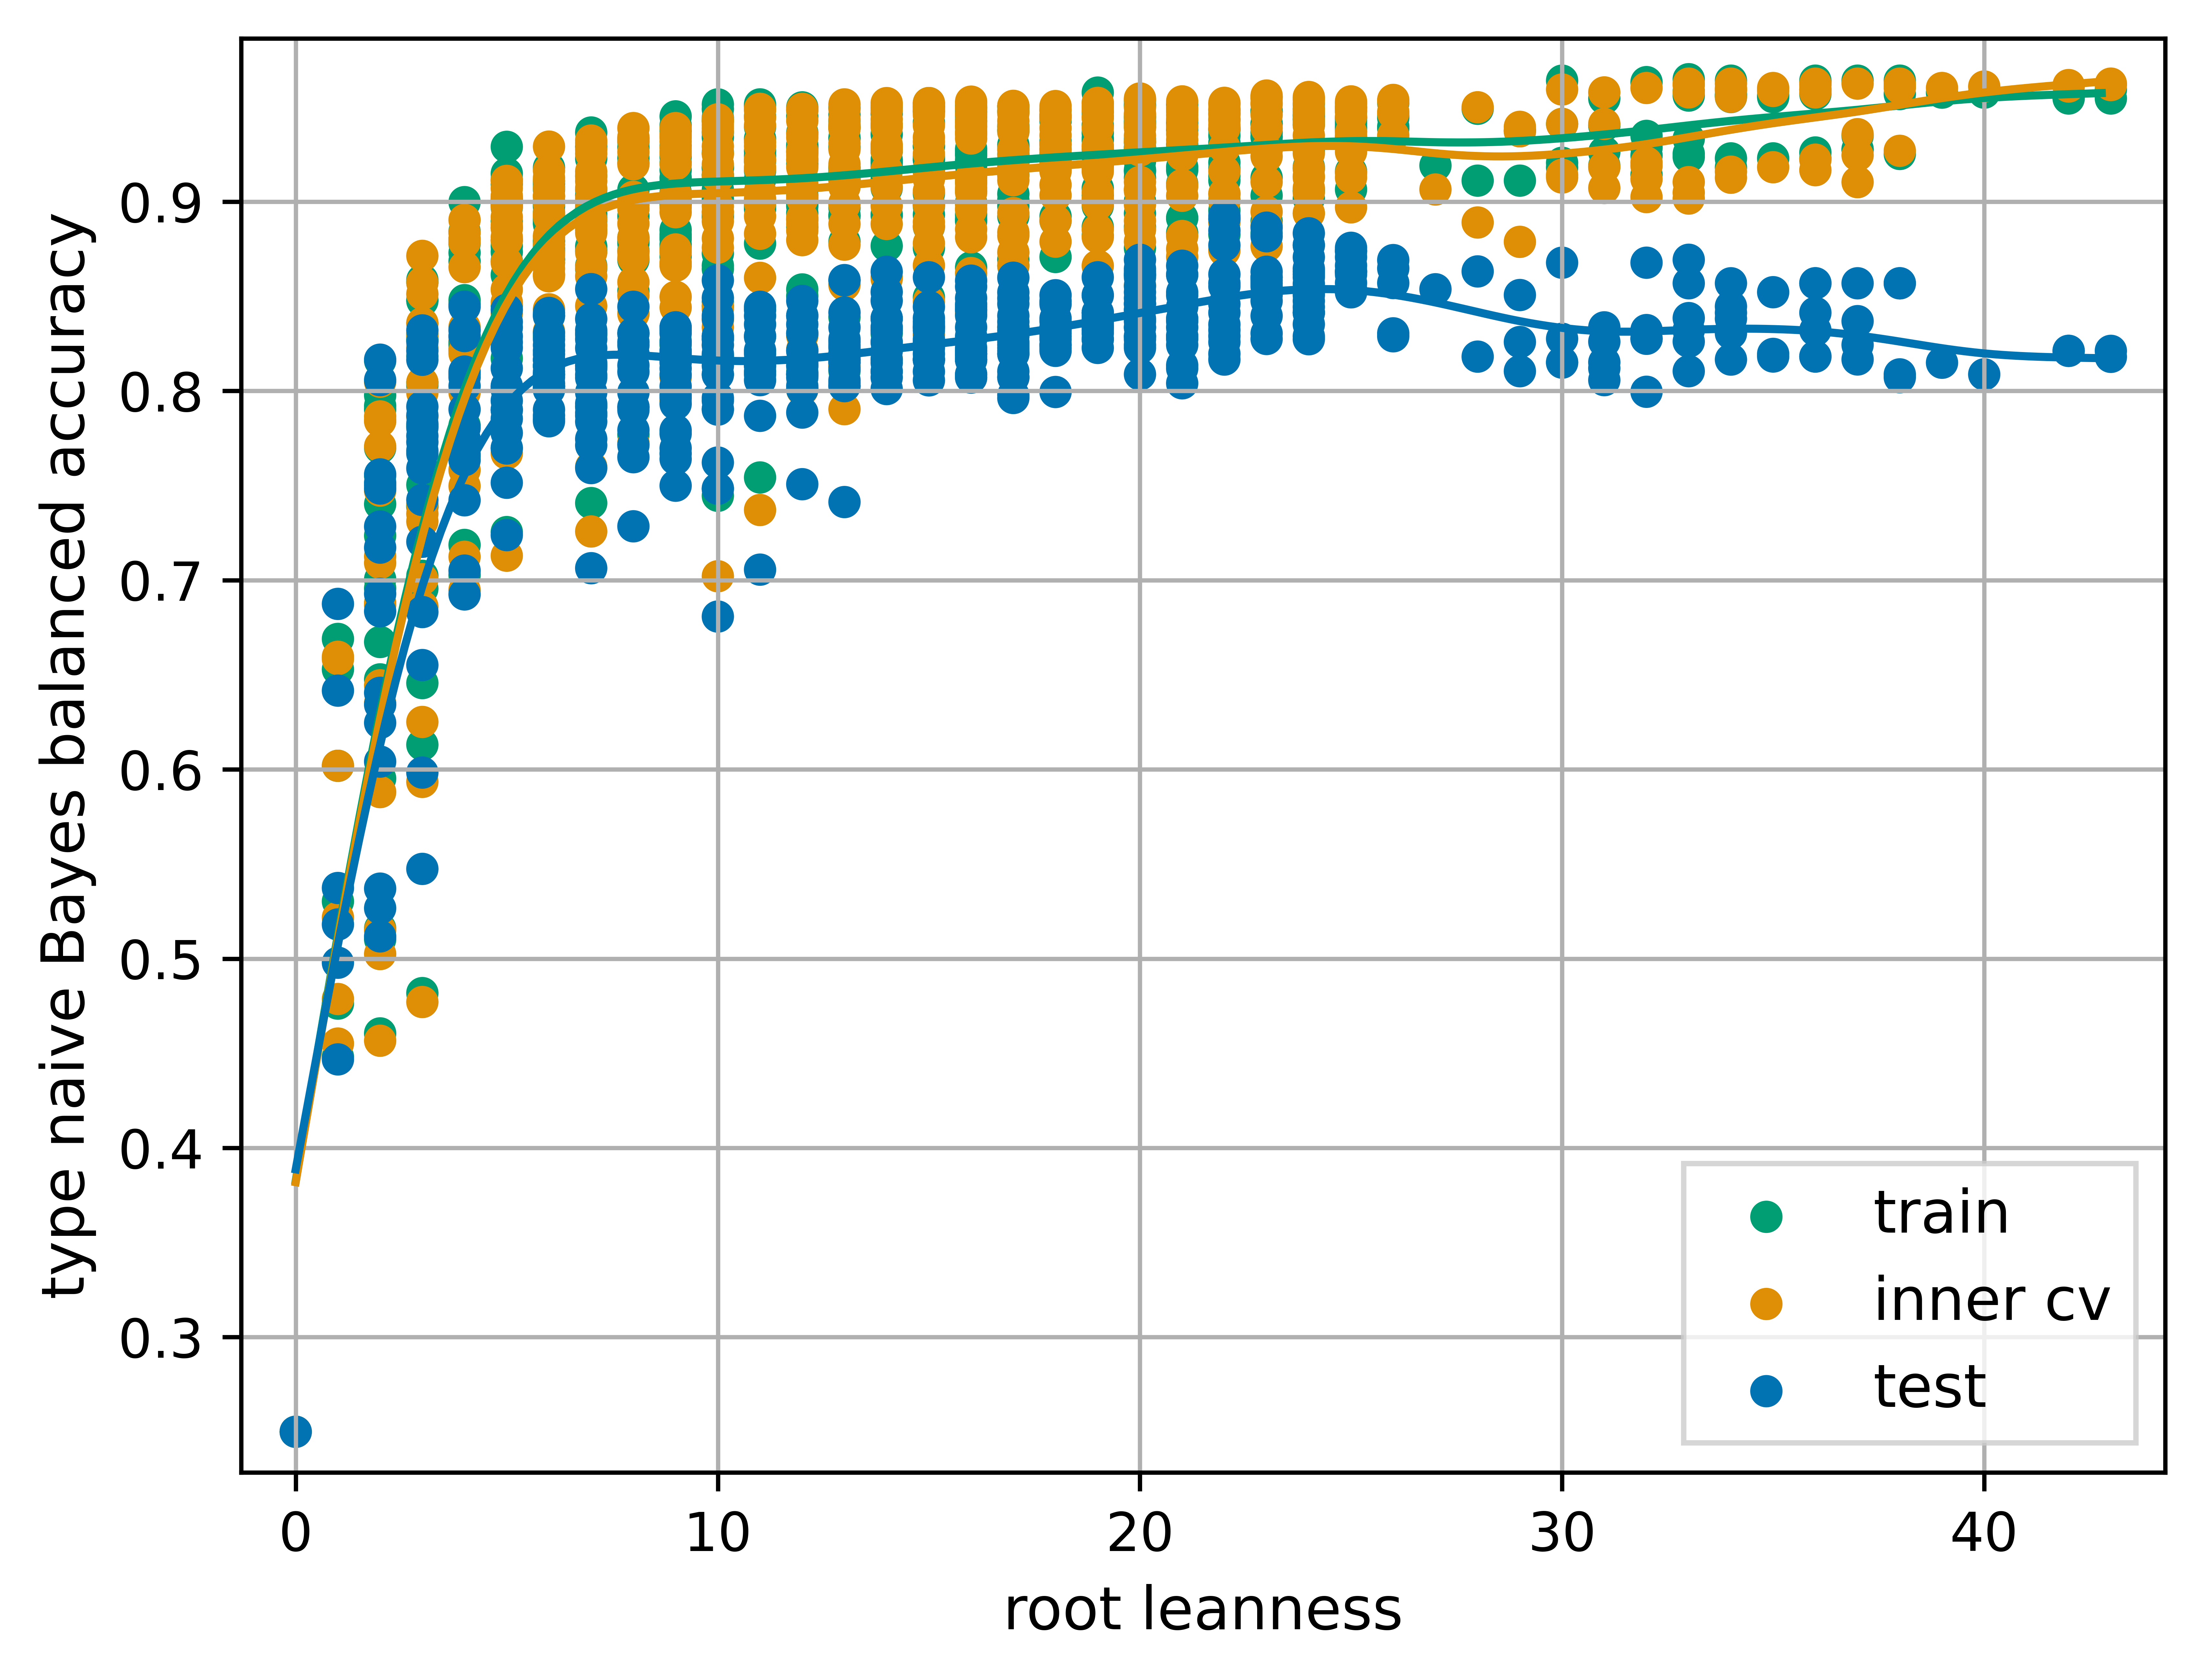 type naive Bayes balanced accuracy
0.9
0.8
0.7
0.6
0.5
0.4
0.3
0
10
20
30
40
root leanness
train
inner cv
test